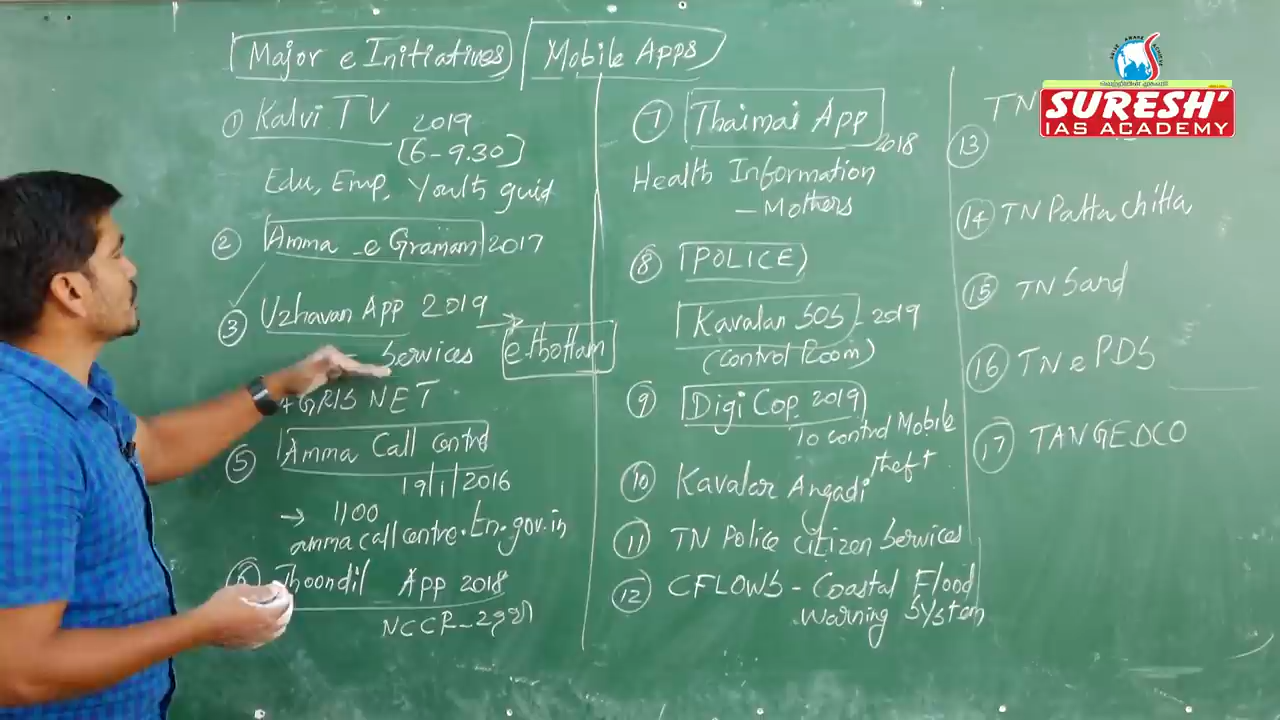 Major e Initiatives Mobile Apps
① Kalvi TV 2019
[6-9.30]
Edu, Emp, Youth guid
② Amma e Gramam 2017
③ Uzhavan App 2019 →
Services e.thottam
AGRIS NET
⑤ Amma Call Centre
19/1/2016
→ 1100
ammacallcentre.tn.gov.in
⑥ Thoondil App 2018
NCCR -
⑦ Thaimai App 2018
Health Information
- Mothers
⑧ POLICE
Kavalan SOS - 2019
(Control Room)
⑨ Digi Cop 2019
To control Mobile
theft
⑩ Kavalar Angadi
⑪ TN Police Citizen Services
⑫ CFLOWS - Coastal Flood
Warning System
⑬ TN
⑭ TN Patta chitta
⑮ TN Sand
⑯ TN ePDS
⑰ TANGEDCO
ARISE AWAKE ACHIEVE
SURESH'
IAS ACADEMY